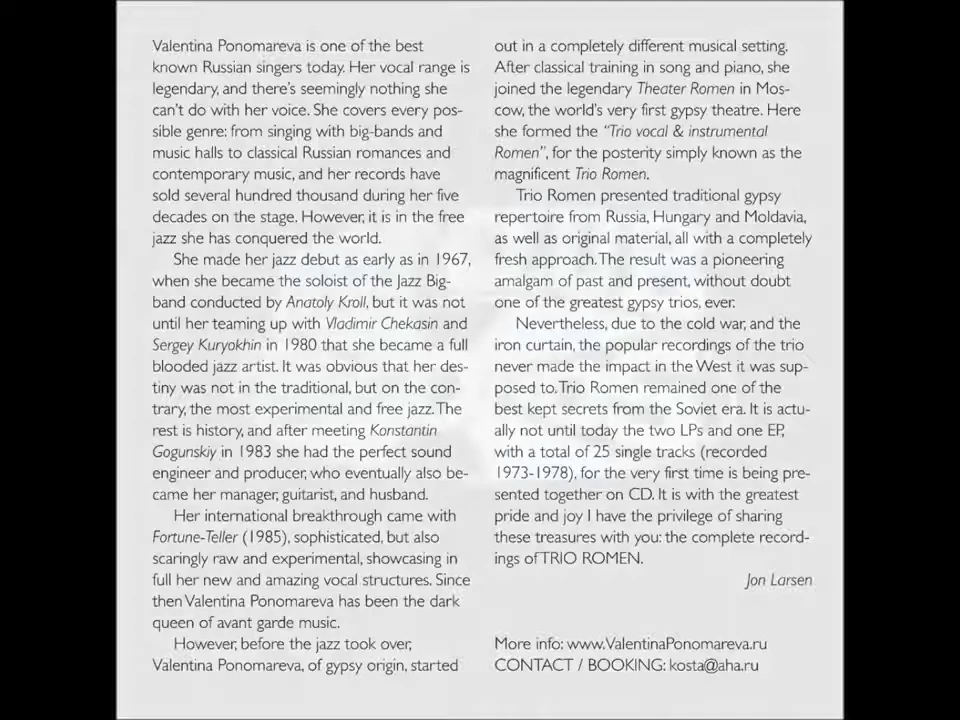 Valentina Ponomareva is one of the best
known Russian singers today. Her vocal range is
legendary, and there's seemingly nothing she
can't do with her voice. She covers every pos-
sible genre: from singing with big-bands and
music halls to classical Russian romances and
contemporary music, and her records have
sold several hundred thousand during her five
decades on the stage. However, it is in the free
jazz she has conquered the world.
She made her jazz debut as early as in 1967,
when she became the soloist of the Jazz Big-
band conducted by Anatoly Kroll, but it was not
until her teaming up with Vladimir Chekasin and
Sergey Kuryokhin in 1980 that she became a full
blooded jazz artist. It was obvious that her des-
tiny was not in the traditional, but on the con-
trary, the most experimental and free jazz. The
rest is history, and after meeting Konstantin
Gogunskiy in 1983 she had the perfect sound
engineer and producer, who eventually also be-
came her manager, guitarist, and husband.
Her international breakthrough came with
Fortune-Teller (1985), sophisticated, but also
scaringly raw and experimental, showcasing in
full her new and amazing vocal structures. Since
then Valentina Ponomareva has been the dark
queen of avant garde music.
However, before the jazz took over,
Valentina Ponomareva, of gypsy origin, started
out in a completely different musical setting.
After classical training in song and piano, she
joined the legendary Theater Romen in Mos-
cow, the world's very first gypsy theatre. Here
she formed the "Trio vocal & instrumental
Romen", for the posterity simply known as the
magnificent Trio Romen.
Trio Romen presented traditional gypsy
repertoire from Russia, Hungary and Moldavia,
as well as original material, all with a completely
fresh approach. The result was a pioneering
amalgam of past and present, without doubt
one of the greatest gypsy trios, ever.
Nevertheless, due to the cold war, and the
iron curtain, the popular recordings of the trio
never made the impact in the West it was sup-
posed to. Trio Romen remained one of the
best kept secrets from the Soviet era. It is actu-
ally not until today the two LPs and one EP,
with a total of 25 single tracks (recorded
1973-1978), for the very first time is being pre-
sented together on CD. It is with the greatest
pride and joy I have the privilege of sharing
these treasures with you: the complete record-
ings of TRIO ROMEN.
Jon Larsen
More info: www.ValentinaPonomareva.ru
CONTACT / BOOKING: kosta@aha.ru